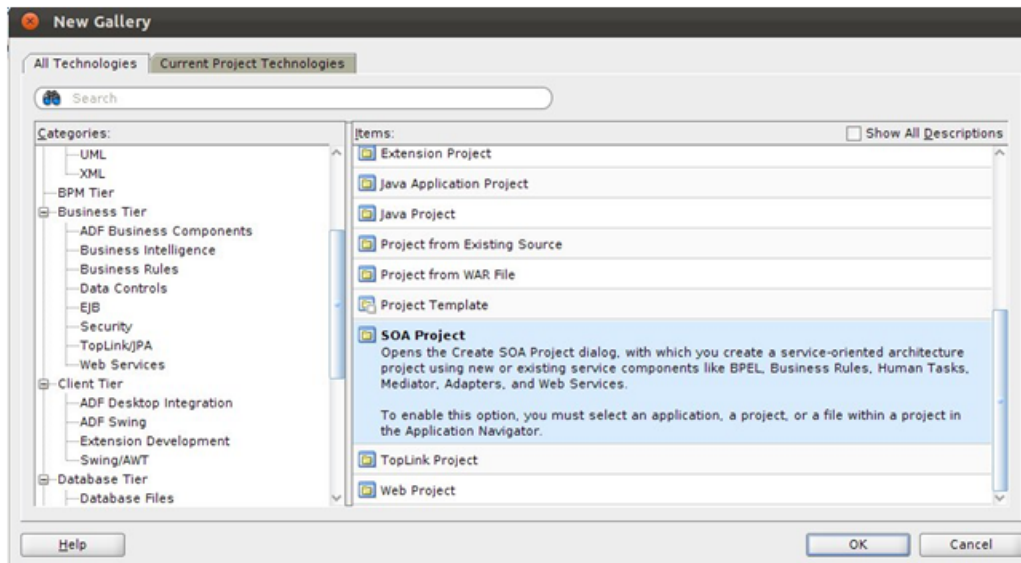 New Gallery
All Technologies
Current Project Technologies
Search
Categories:
UML
XML
BPM Tier
Business Tier
ADF Business Components
Business Intelligence
Business Rules
Data Controls
EJB
Security
TopLink/JPA
Web Services
Client Tier
ADF Desktop Integration
ADF Swing
Extension Development
Swing/AWT
Database Tier
Database Files
Items:
Show All Descriptions
Extension Project
Java Application Project
Java Project
Project from Existing Source
Project from WAR File
Project Template
SOA Project
Opens the Create SOA Project dialog, with which you create a service-oriented architecture
project using new or existing service components like BPEL, Business Rules, Human Tasks,
Mediator, Adapters, and Web Services.
To enable this option, you must select an application, a project, or a file within a project in
the Application Navigator.
TopLink Project
Web Project
Help
OK
Cancel